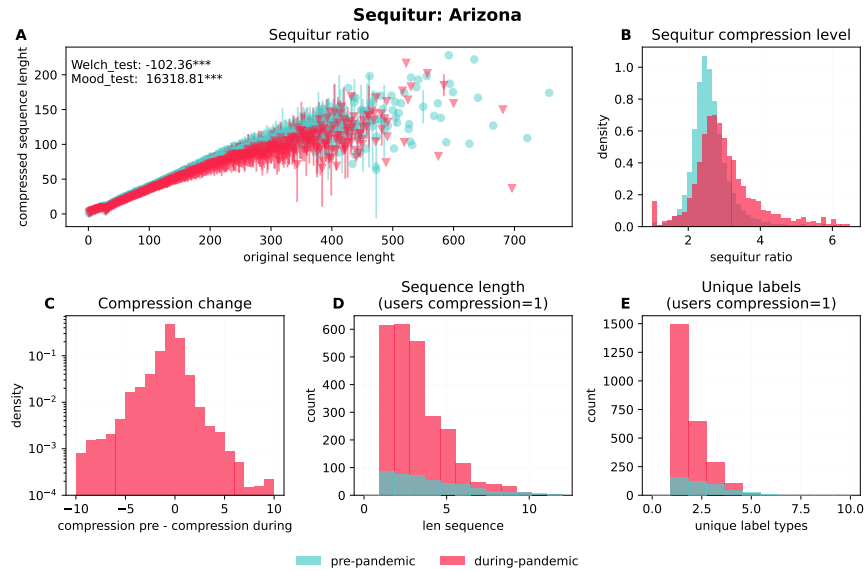 Sequitur: Arizona
A
Sequitur ratio
Welch_test: -102.36***
Mood_test: 16318.81***
compressed sequence lenght
200
150
100
50
0
0 100 200 300 400 500 600 700
original sequence lenght
B
Sequitur compression level
density
1.0
0.8
0.6
0.4
0.2
0.0
2 4 6
sequitur ratio
C
Compression change
density
10⁻¹
10⁻²
10⁻³
10⁻⁴
−10 −5 0 5 10
compression pre - compression during
D
Sequence length
(users compression=1)
count
600
500
400
300
200
100
0
0 5 10
len sequence
E
Unique labels
(users compression=1)
count
1500
1250
1000
750
500
250
0
0.0 2.5 5.0 7.5 10.0
unique label types
pre-pandemic
during-pandemic